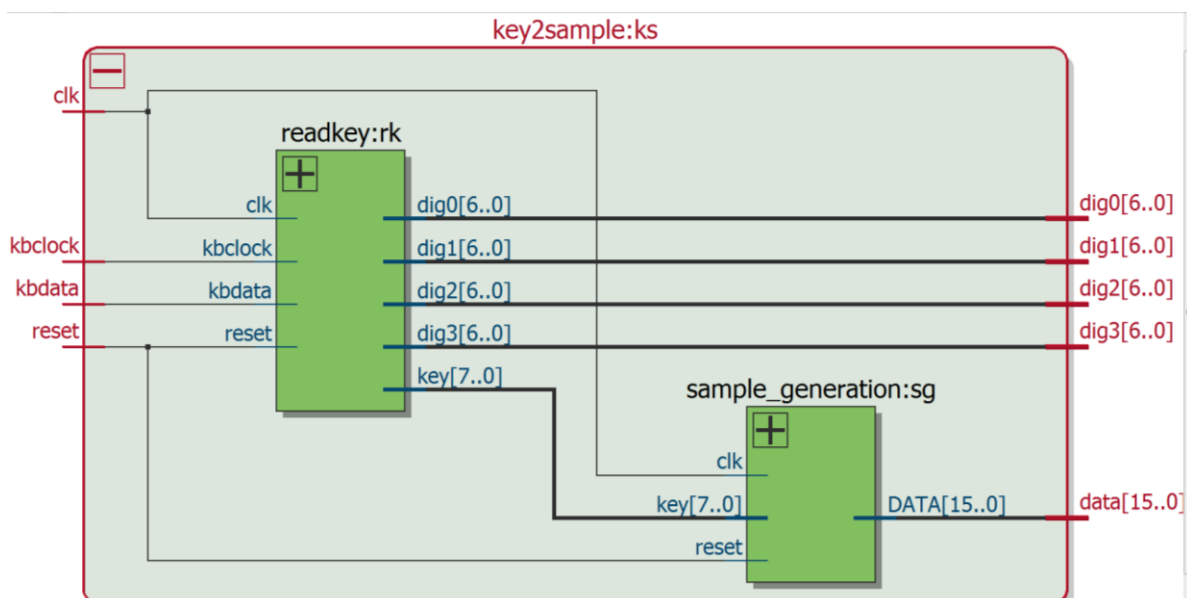 key2sample:ks
clk
readkey:rk
clk
dig0[6..0]
dig0[6..0]
kbclock
kbclock
dig1[6..0]
dig1[6..0]
kbdata
kbdata
dig2[6..0]
dig2[6..0]
reset
reset
dig3[6..0]
dig3[6..0]
key[7..0]
sample_generation:sg
clk
key[7..0]
DATA[15..0]
data[15..0]
reset